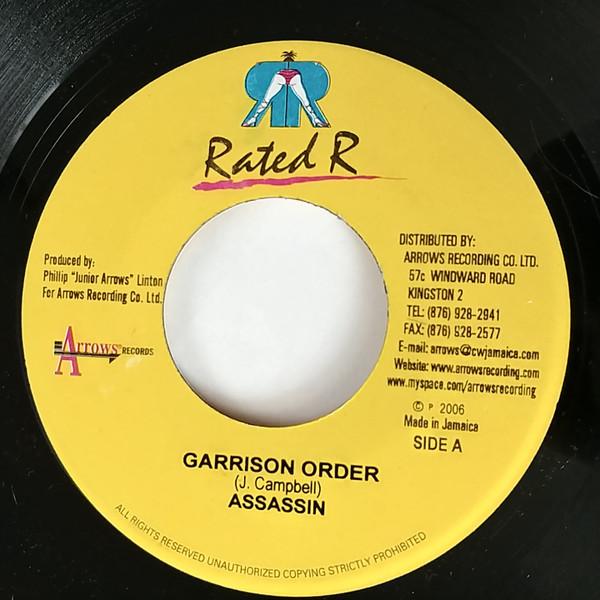 Rated R
Produced by:
Phillip "Junior Arrows" Linton
For Arrows Recording Co. Ltd.
Arrows RECORDS
DISTRIBUTED BY:
ARROWS RECORDING CO. LTD.
57c WINDWARD ROAD
KINGSTON 2
TEL: (876) 928-2941
FAX: (876) 928-2577
E-mail: arrows@cwjamaica.com
Website: www.arrowsrecording.com
www.myspace.com/arrowsrecording
© P 2006
Made in Jamaica
SIDE A
GARRISON ORDER
(J. Campbell)
ASSASSIN
ALL RIGHTS RESERVED UNAUTHORIZED COPYING STRICTLY PROHIBITED